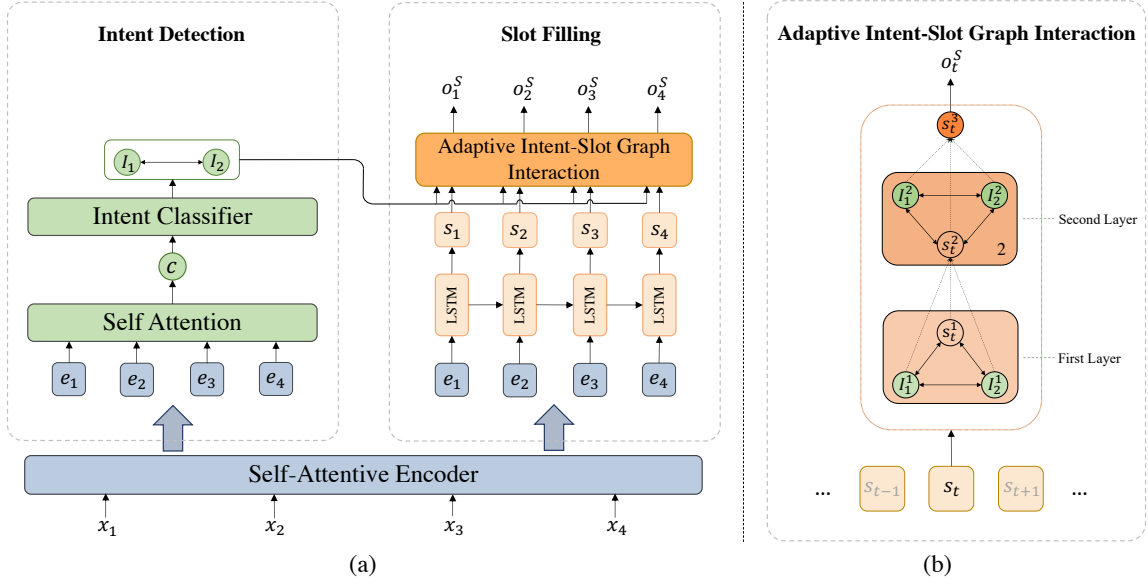 Intent Detection
Slot Filling
Adaptive Intent-Slot Graph Interaction
o_1^S o_2^S o_3^S o_4^S
o_t^S
s_t^3
Adaptive Intent-Slot Graph
Interaction
I_1 I_2
I_1^2 I_2^2
Intent Classifier
s_1 s_2 s_3 s_4
s_t^2
2
Second Layer
c
LSTM LSTM LSTM LSTM
Self Attention
s_t^1
First Layer
e_1 e_2 e_3 e_4
e_1 e_2 e_3 e_4
I_1^1 I_2^1
Self-Attentive Encoder
... s_{t-1} s_t s_{t+1} ...
x_1 x_2 x_3 x_4
(a)
(b)